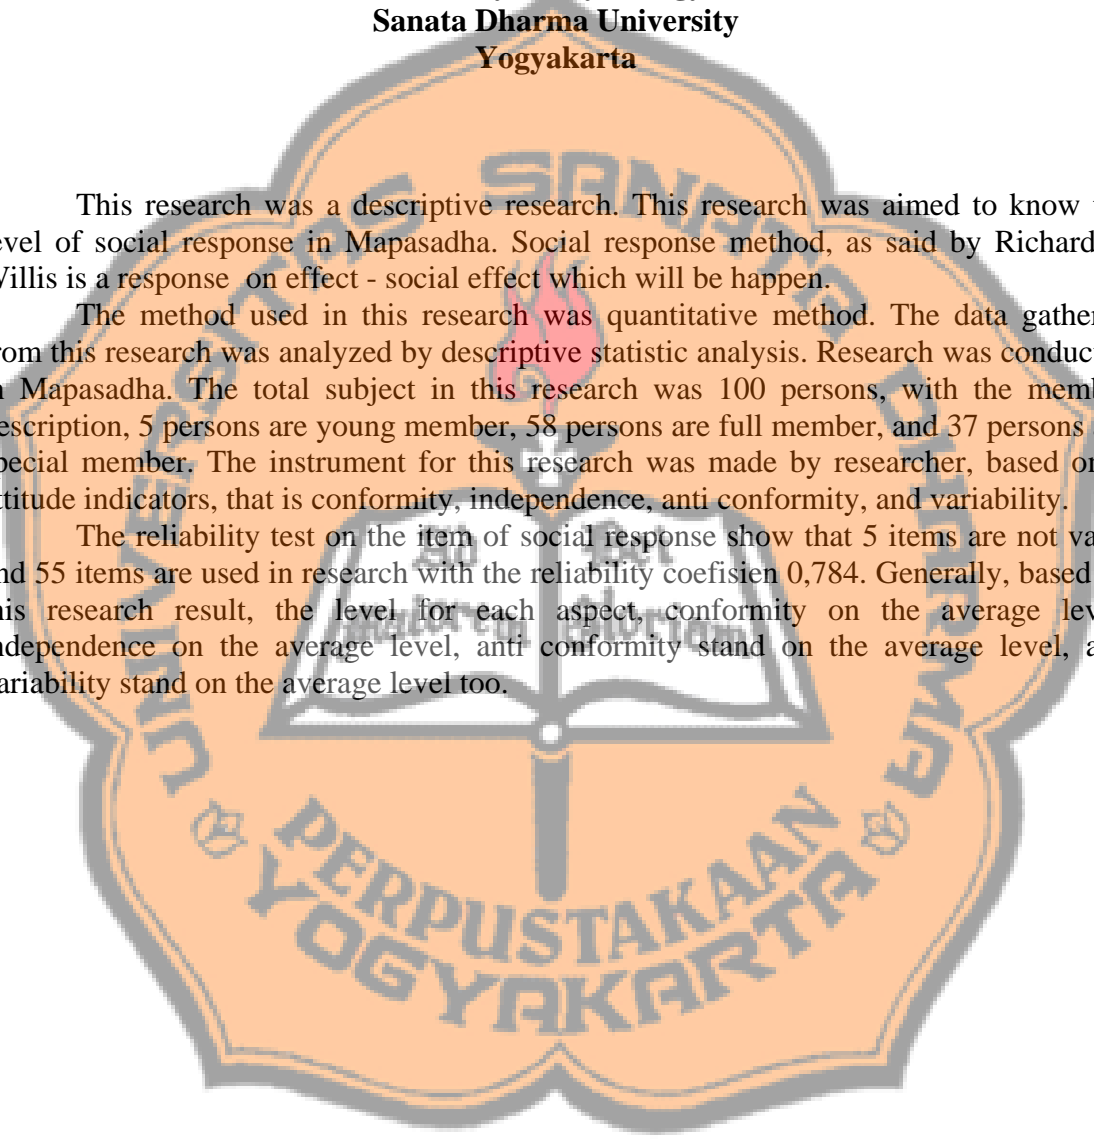 Sanata Dharma University
Yogyakarta
This research was a descriptive research. This research was aimed to know
evel of social response in Mapasadha. Social response method, as said by Richard
Willis is a response on effect - social effect which will be happen.
The method used in this research was quantitative method. The data gather
rom this research was analyzed by descriptive statistic analysis. Research was conduct
n Mapasadha. The total subject in this research was 100 persons, with the memb
escription, 5 persons are young member, 58 persons are full member, and 37 persons
special member. The instrument for this research was made by researcher, based on
ttitude indicators, that is conformity, independence, anti conformity, and variability.
The reliability test on the item of social response show that 5 items are not va
nd 55 items are used in research with the reliability coefisien 0,784. Generally, based
his research result, the level for each aspect, conformity on the average lev
ndependence on the average level, anti conformity stand on the average level, a
ariability stand on the average level too.
UNIVERSITAS SANATA DHARMA
PERPUSTAKAAN
YOGYAKARTA